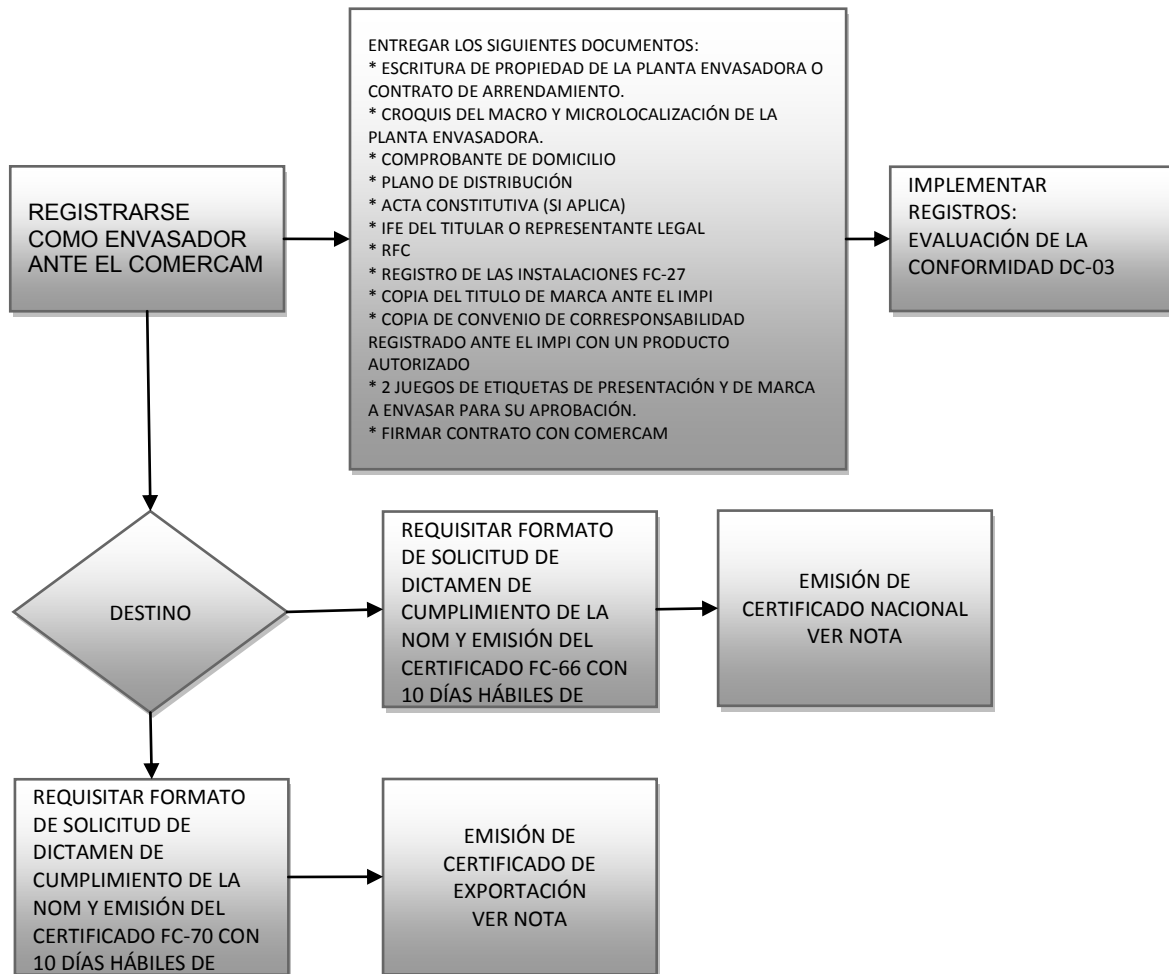 REGISTRARSE
COMO ENVASADOR
ANTE EL COMERCAM
ENTREGAR LOS SIGUIENTES DOCUMENTOS:
* ESCRITURA DE PROPIEDAD DE LA PLANTA ENVASADORA O
CONTRATO DE ARRENDAMIENTO.
* CROQUIS DEL MACRO Y MICROLOCALIZACIÓN DE LA
PLANTA ENVASADORA.
* COMPROBANTE DE DOMICILIO
* PLANO DE DISTRIBUCIÓN
* ACTA CONSTITUTIVA (SI APLICA)
* IFE DEL TITULAR O REPRESENTANTE LEGAL
* RFC
* REGISTRO DE LAS INSTALACIONES FC-27
* COPIA DEL TITULO DE MARCA ANTE EL IMPI
* COPIA DE CONVENIO DE CORRESPONSABILIDAD
REGISTRADO ANTE EL IMPI CON UN PRODUCTO
AUTORIZADO
* 2 JUEGOS DE ETIQUETAS DE PRESENTACIÓN Y DE MARCA
A ENVASAR PARA SU APROBACIÓN.
* FIRMAR CONTRATO CON COMERCAM
IMPLEMENTAR
REGISTROS:
EVALUACIÓN DE LA
CONFORMIDAD DC-03
DESTINO
REQUISITAR FORMATO
DE SOLICITUD DE
DICTAMEN DE
CUMPLIMIENTO DE LA
NOM Y EMISIÓN DEL
CERTIFICADO FC-66 CON
10 DÍAS HÁBILES DE
EMISIÓN DE
CERTIFICADO NACIONAL
VER NOTA
REQUISITAR FORMATO
DE SOLICITUD DE
DICTAMEN DE
CUMPLIMIENTO DE LA
NOM Y EMISIÓN DEL
CERTIFICADO FC-70 CON
10 DÍAS HÁBILES DE
EMISIÓN DE
CERTIFICADO DE
EXPORTACIÓN
VER NOTA